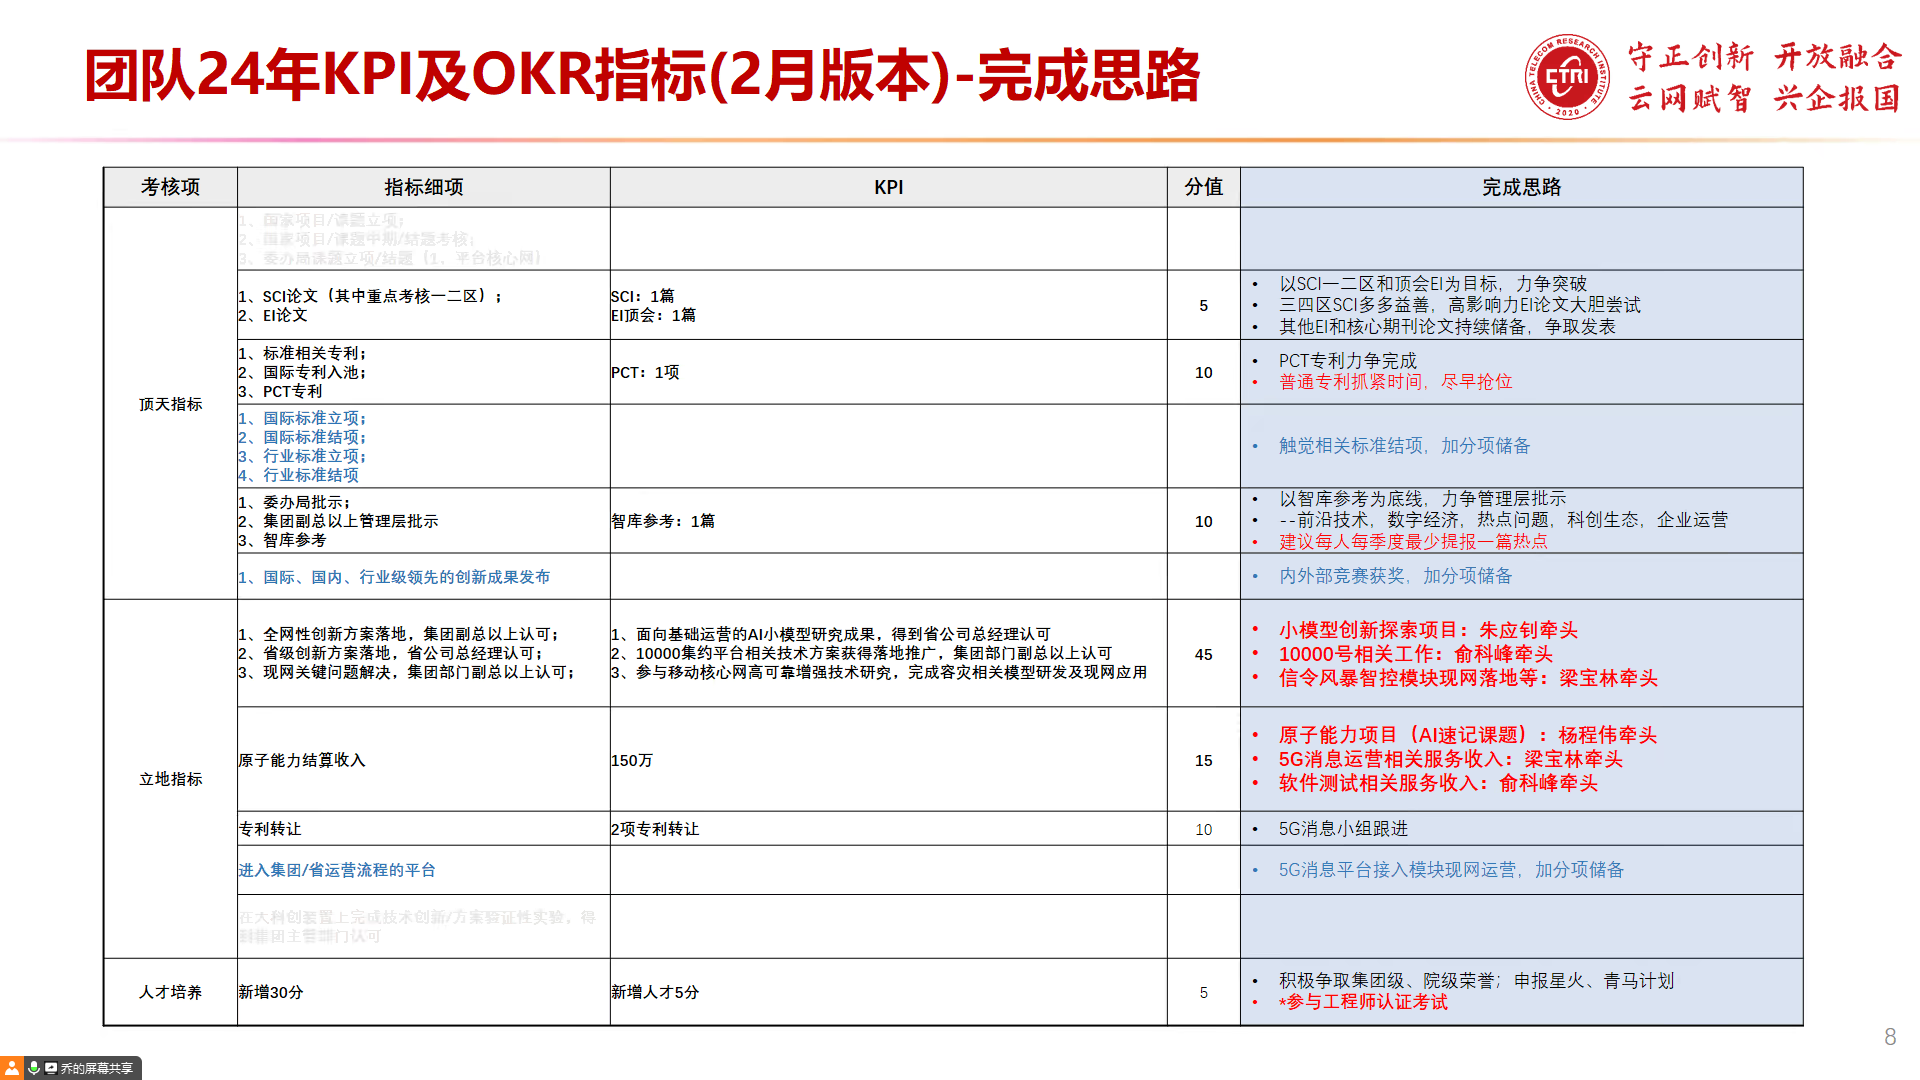 团队24年KPI及OKR指标(2月版本)-完成思路
CHINA TELECOM RESEARCH INSTITUTE
CTRI
2020
守正创新 开放融合
云网赋智 兴企报国
考核项 指标细项 KPI 分值 完成思路
顶天指标
1、国家项目/课题立项；
2、国家项目/课题中期/结题考核；
3、委办局课题立项/结题（1、平台核心网）
1、SCI论文（其中重点考核一二区）；
2、EI论文
SCI：1篇
EI顶会：1篇
5
• 以SCI一二区和顶会EI为目标，力争突破
• 三四区SCI多多益善，高影响力EI论文大胆尝试
• 其他EI和核心期刊论文持续储备，争取发表
1、标准相关专利；
2、国际专利入池；
3、PCT专利
PCT：1项
10
• PCT专利力争完成
• 普通专利抓紧时间，尽早抢位
1、国际标准立项；
2、国际标准结项；
3、行业标准立项；
4、行业标准结项
• 触觉相关标准结项，加分项储备
1、委办局批示；
2、集团副总以上管理层批示
3、智库参考
智库参考：1篇
10
• 以智库参考为底线，力争管理层批示
• --前沿技术，数字经济，热点问题，科创生态，企业运营
• 建议每人每季度最少提报一篇热点
1、国际、国内、行业级领先的创新成果发布
• 内外部竞赛获奖，加分项储备
立地指标
1、全网性创新方案落地，集团副总以上认可；
2、省级创新方案落地，省公司总经理认可；
3、现网关键问题解决，集团部门副总以上认可；
1、面向基础运营的AI小模型研究成果，得到省公司总经理认可
2、10000集约平台相关技术方案获得落地推广，集团部门副总以上认可
3、参与移动核心网高可靠增强技术研究，完成容灾相关模型研发及现网应用
45
• 小模型创新探索项目：朱应钊牵头
• 10000号相关工作：俞科峰牵头
• 信令风暴智控模块现网落地等：梁宝林牵头
原子能力结算收入
150万
15
• 原子能力项目（AI速记课题）：杨程伟牵头
• 5G消息运营相关服务收入：梁宝林牵头
• 软件测试相关服务收入：俞科峰牵头
专利转让
2项专利转让
10
• 5G消息小组跟进
进入集团/省运营流程的平台
• 5G消息平台接入模块现网运营，加分项储备
在大科创装置上完成技术创新/方案验证性实验，得
到集团主管部门认可
人才培养
新增30分
新增人才5分
5
• 积极争取集团级、院级荣誉；申报星火、青马计划
• *参与工程师认证考试
8
乔的屏幕共享